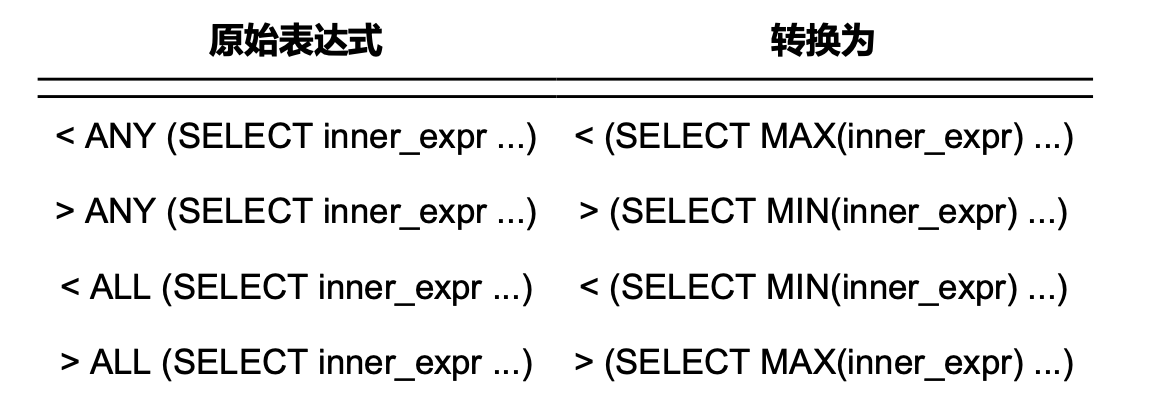 原始表达式 转换为
< ANY (SELECT inner_expr ...) < (SELECT MAX(inner_expr) ...)
> ANY (SELECT inner_expr ...) > (SELECT MIN(inner_expr) ...)
< ALL (SELECT inner_expr ...) < (SELECT MIN(inner_expr) ...)
> ALL (SELECT inner_expr ...) > (SELECT MAX(inner_expr) ...)